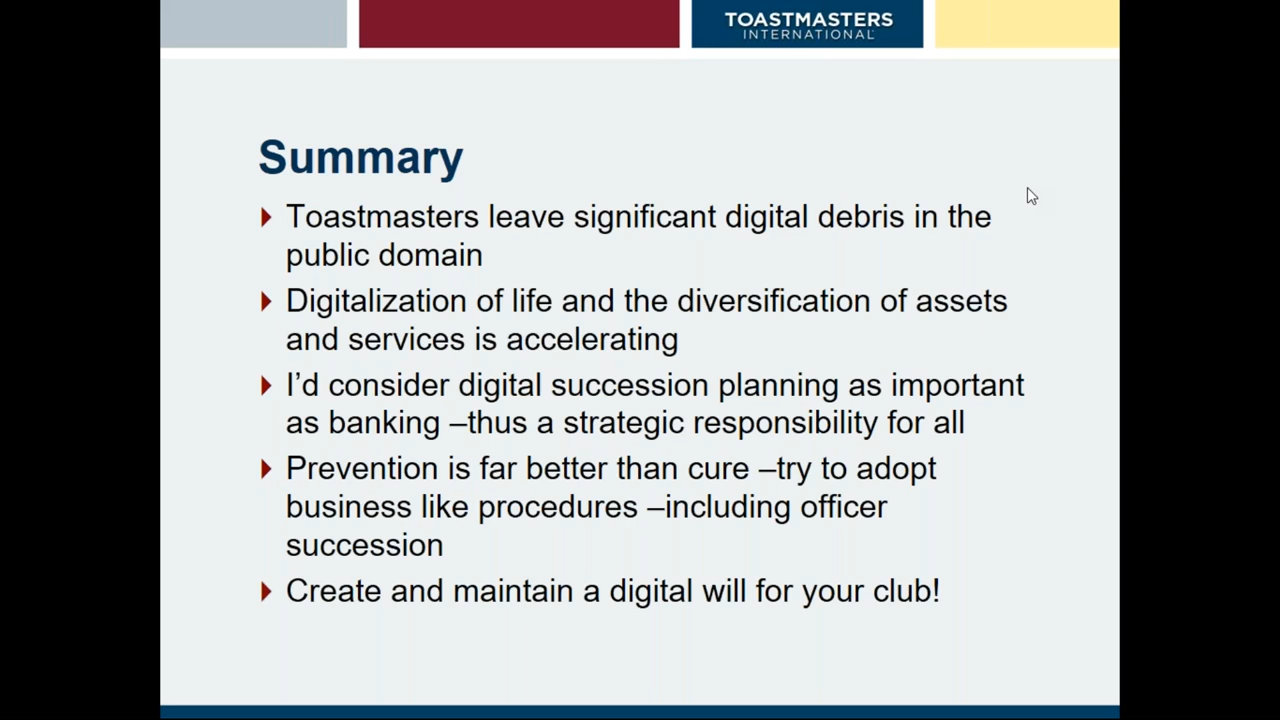 TOASTMASTERS
INTERNATIONAL
Summary
Toastmasters leave significant digital debris in the
public domain
Digitalization of life and the diversification of assets
and services is accelerating
I’d consider digital succession planning as important
as banking –thus a strategic responsibility for all
Prevention is far better than cure –try to adopt
business like procedures –including officer
succession
Create and maintain a digital will for your club!